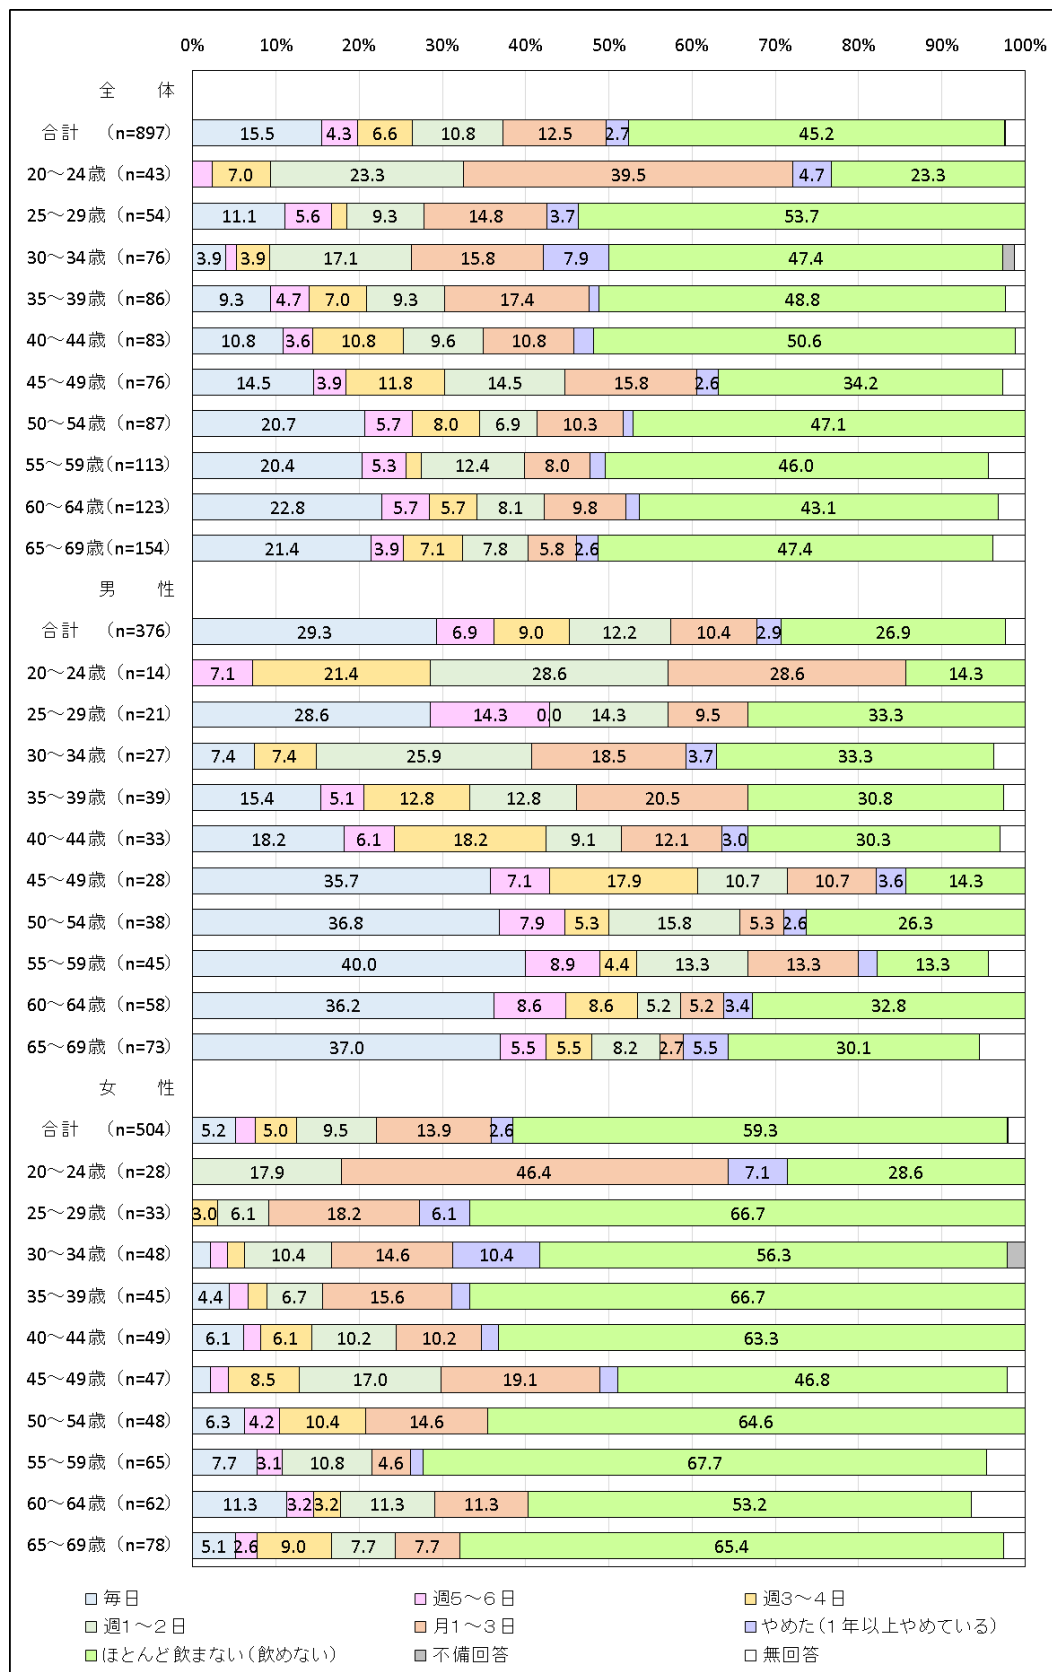 0% 10% 20% 30% 40% 50% 60% 70% 80% 90% 100%
全 体
合計 （n=897） 15.5 4.3 6.6 10.8 12.5 2.7 45.2
20～24歳（n=43） 7.0 23.3 39.5 4.7 23.3
25～29歳（n=54） 11.1 5.6 9.3 14.8 3.7 53.7
30～34歳（n=76） 3.9 3.9 17.1 15.8 7.9 47.4
35～39歳（n=86） 9.3 4.7 7.0 9.3 17.4 48.8
40～44歳（n=83） 10.8 3.6 10.8 9.6 10.8 50.6
45～49歳（n=76） 14.5 3.9 11.8 14.5 15.8 2.6 34.2
50～54歳（n=87） 20.7 5.7 8.0 6.9 10.3 47.1
55～59歳（n=113） 20.4 5.3 12.4 8.0 46.0
60～64歳（n=123） 22.8 5.7 5.7 8.1 9.8 43.1
65～69歳（n=154） 21.4 3.9 7.1 7.8 5.8 2.6 47.4
男 性
合計 （n=376） 29.3 6.9 9.0 12.2 10.4 2.9 26.9
20～24歳（n=14） 7.1 21.4 28.6 28.6 14.3
25～29歳（n=21） 28.6 14.3 0.0 14.3 9.5 33.3
30～34歳（n=27） 7.4 7.4 25.9 18.5 3.7 33.3
35～39歳（n=39） 15.4 5.1 12.8 12.8 20.5 30.8
40～44歳（n=33） 18.2 6.1 18.2 9.1 12.1 3.0 30.3
45～49歳（n=28） 35.7 7.1 17.9 10.7 10.7 3.6 14.3
50～54歳（n=38） 36.8 7.9 5.3 15.8 5.3 2.6 26.3
55～59歳（n=45） 40.0 8.9 4.4 13.3 13.3 13.3
60～64歳（n=58） 36.2 8.6 8.6 5.2 5.2 3.4 32.8
65～69歳（n=73） 37.0 5.5 5.5 8.2 2.7 5.5 30.1
女 性
合計 （n=504） 5.2 5.0 9.5 13.9 2.6 59.3
20～24歳（n=28） 17.9 46.4 7.1 28.6
25～29歳（n=33） 3.0 6.1 18.2 6.1 66.7
30～34歳（n=48） 10.4 14.6 10.4 56.3
35～39歳（n=45） 4.4 6.7 15.6 66.7
40～44歳（n=49） 6.1 6.1 10.2 10.2 63.3
45～49歳（n=47） 8.5 17.0 19.1 46.8
50～54歳（n=48） 6.3 4.2 10.4 14.6 64.6
55～59歳（n=65） 7.7 3.1 10.8 4.6 67.7
60～64歳（n=62） 11.3 3.2 3.2 11.3 11.3 53.2
65～69歳（n=78） 5.1 2.6 9.0 7.7 7.7 65.4
毎日 週5～6日 週3～4日
週1～2日 月1～3日 やめた（1年以上やめている）
ほとんど飲まない（飲めない） 不備回答 無回答